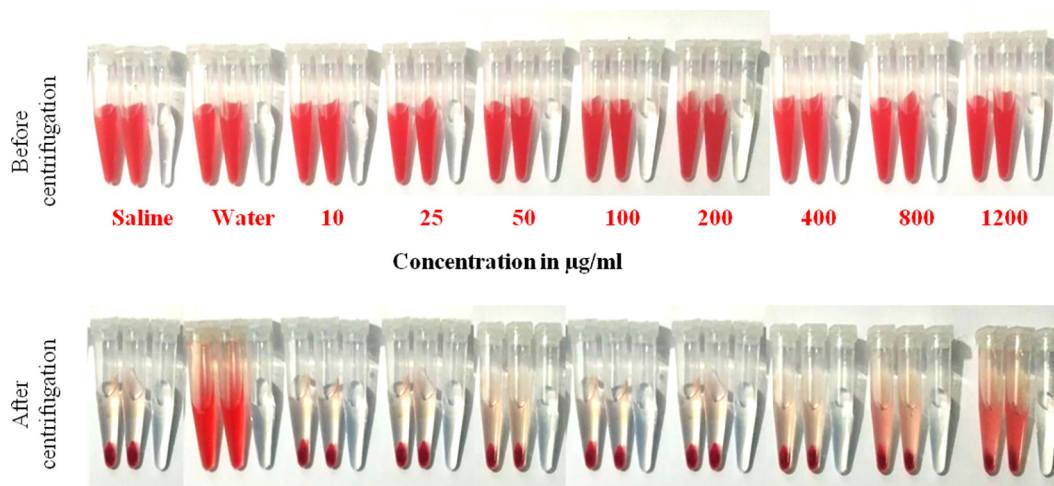 Before
centrifugation
Saline Water 10 25 50 100 200 400 800 1200
Concentration in µg/ml
After
centrifugation